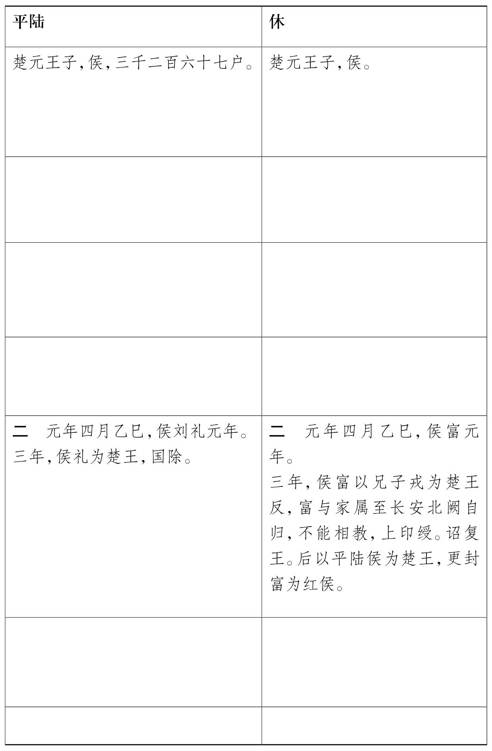 平陆
休
楚元王子,侯,三千二百六十七户。
楚元王子,侯。
二 元年四月乙巳,侯刘礼元年。
三年,侯礼为楚王,国除。
二 元年四月乙巳,侯富元
年。
三年,侯富以兄子戎为楚王
反,富与家属至长安北阙自
归,不能相教,上印绶。诏复
王。后以平陆侯为楚王,更封
富为红侯。